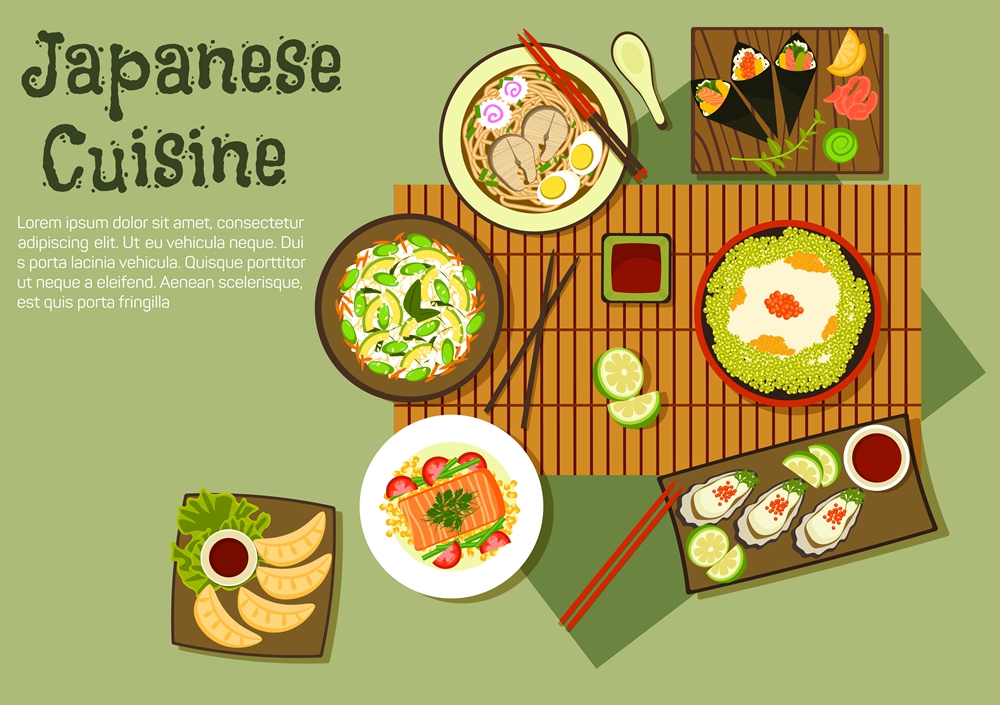 Japanese
Cuisine
Lorem ipsum dolor sit amet, consectetur
adipiscing elit. Ut eu vehicula neque. Dui
s porta lacinia vehicula. Quisque porttitor
ut neque a eleifend. Aenean scelerisque,
est quis porta fringilla